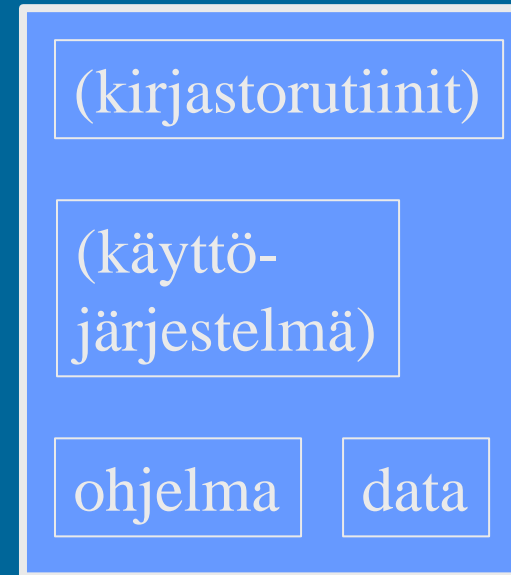 (kirjastorutiinit)
(käyttö-
järjestelmä)
ohjelma
data